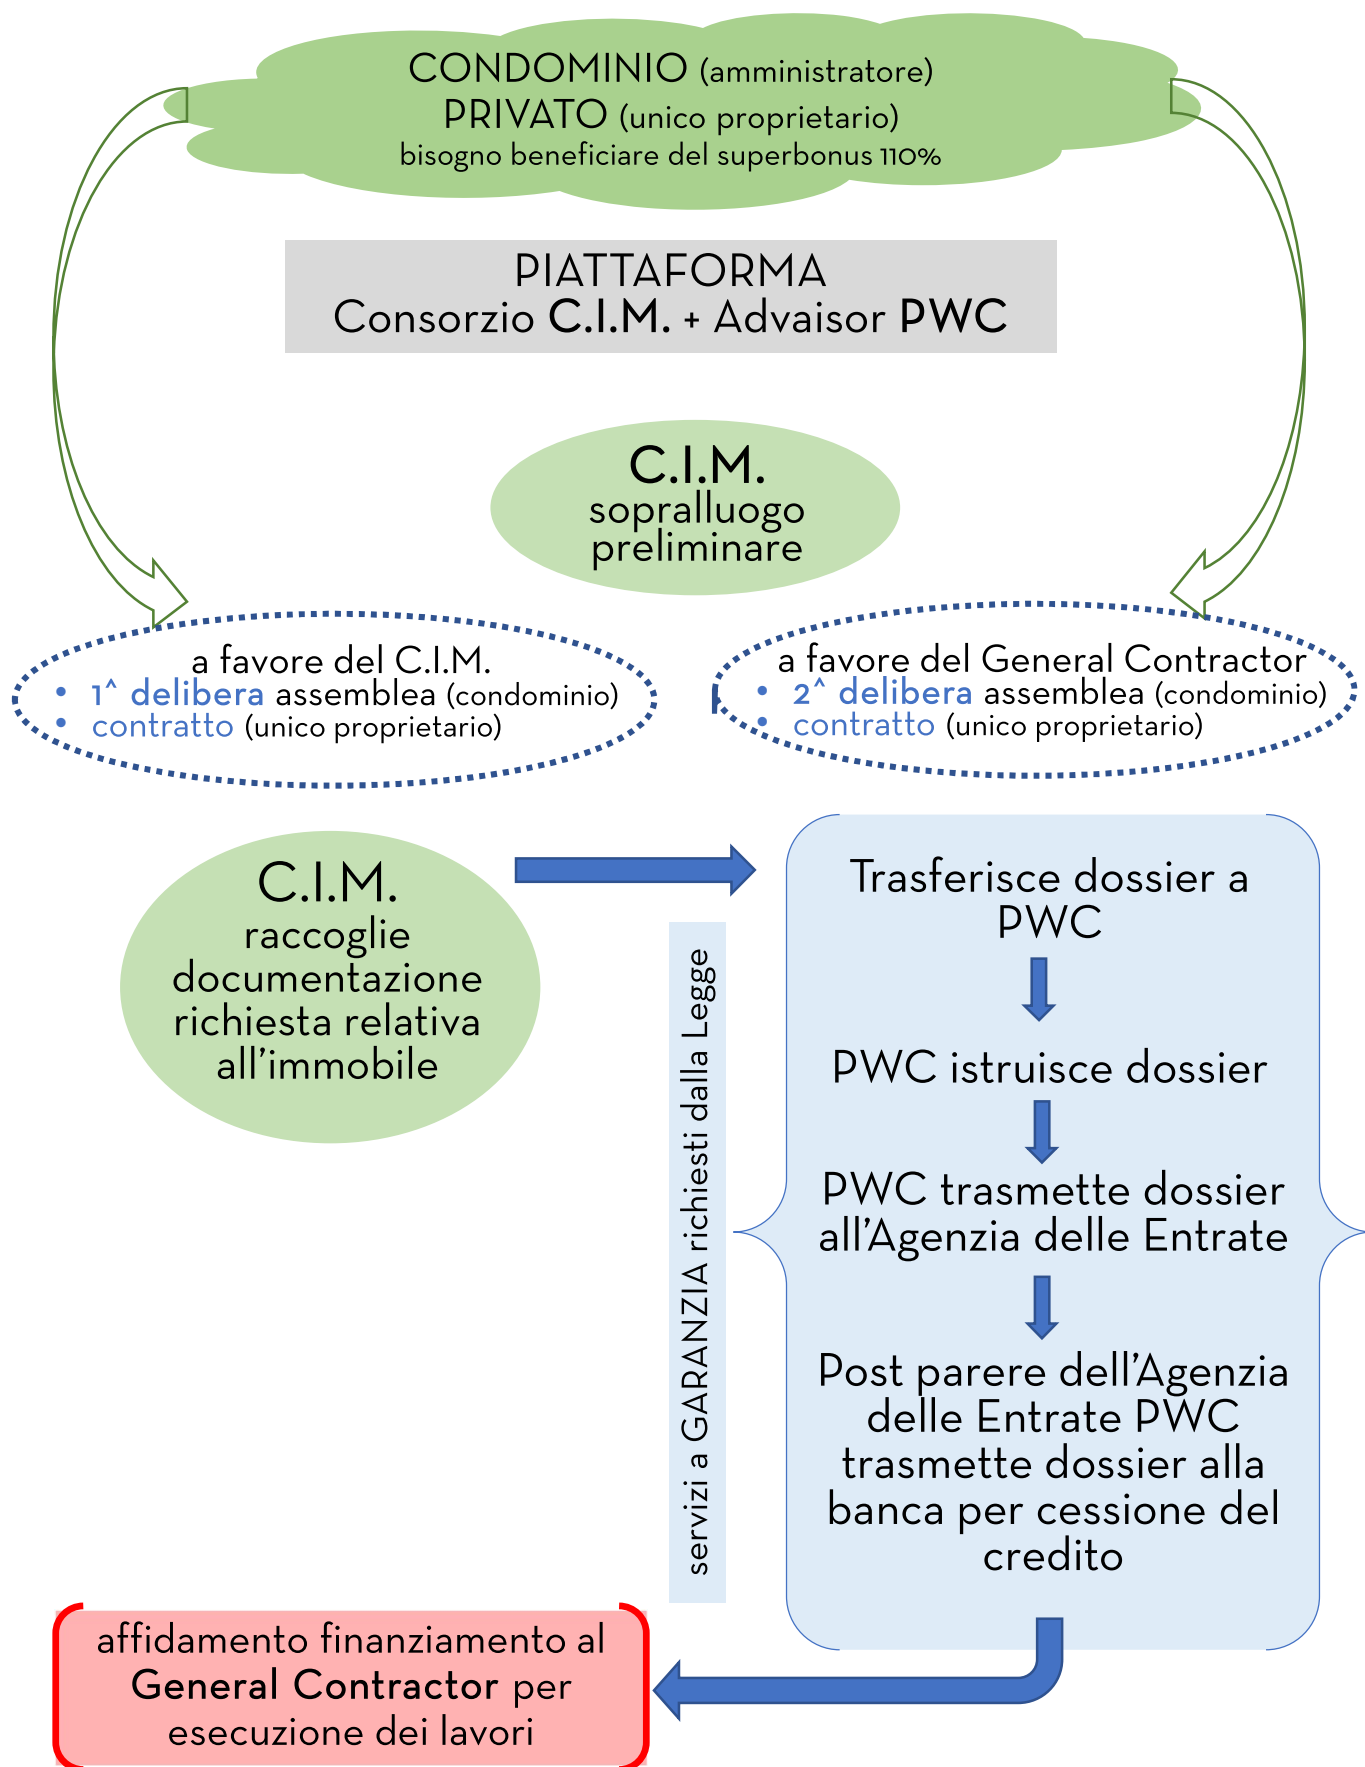 CONDOMINIO (amministratore)
PRIVATO (unico proprietario)
bisogno beneficiare del superbonus 110%
PIATTAFORMA
Consorzio C.I.M. + Advaisor PWC
C.I.M.
sopralluogo
preliminare
a favore del C.I.M.
• 1^ delibera assemblea (condominio)
• contratto (unico proprietario)
a favore del General Contractor
• 2^ delibera assemblea (condominio)
• contratto (unico proprietario)
C.I.M.
raccoglie
documentazione
richiesta relativa
all'immobile
servizi a GARANZIA richiesti dalla Legge
Trasferisce dossier a
PWC
PWC istruisce dossier
PWC trasmette dossier
all'Agenzia delle Entrate
Post parere dell'Agenzia
delle Entrate PWC
trasmette dossier alla
banca per cessione del
credito
affidamento finanziamento al
General Contractor per
esecuzione dei lavori